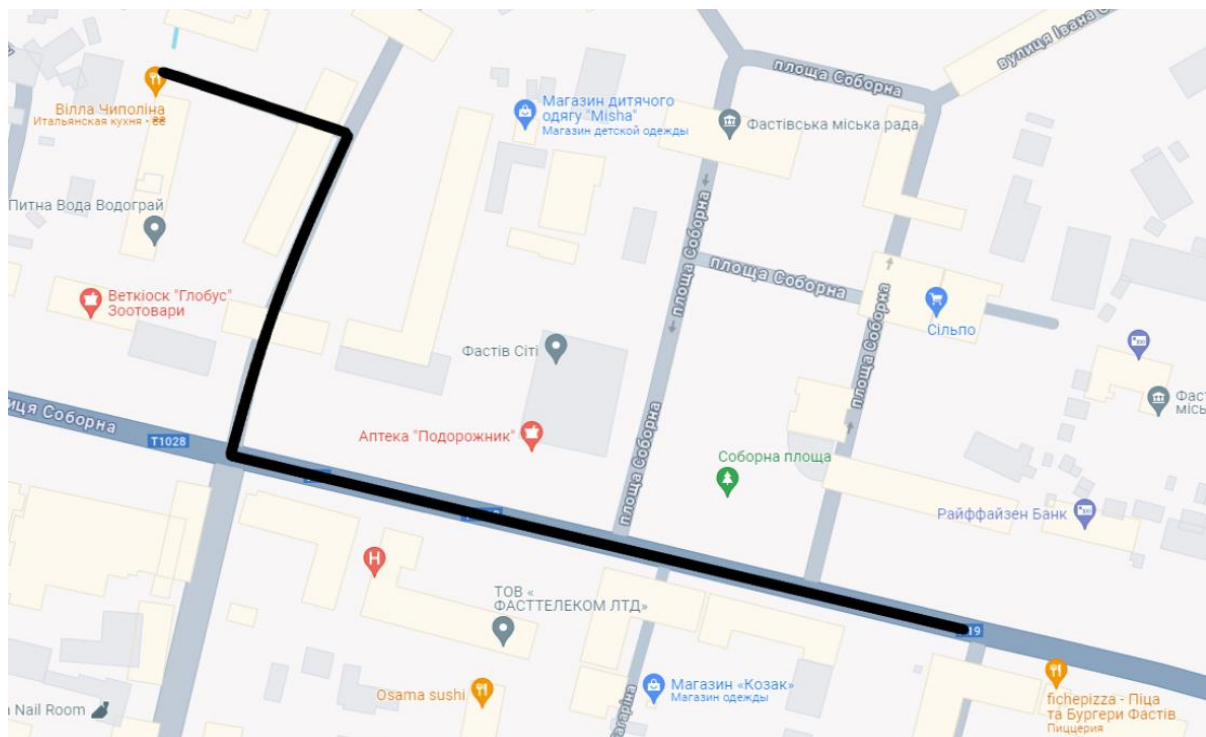 площа Соборна
вулиця Івана
Вілла Чиполіна
Итальянская кухня · ₴₴
Магазин дитячого
одягу "Misha"
Магазин детской одежды
Фастівська міська рада
Питна Вода Водограй
площа Соборна
площа Соборна
площа Соборна
Веткіоск "Глобус"
Зоотовари
Сільпо
Фастів Сіті
Соборна
T1028
Аптека "Подорожник"
площа Соборна
Соборна площа
Райффайзен Банк
H
ТОВ «
ФАСТТЕЛЕКОМ ЛТД»
Osama sushi
Магазин «Козак»
Магазин одежды
Nail Room
fichepizza - Піца
та Бургери Фастів
Пиццерия